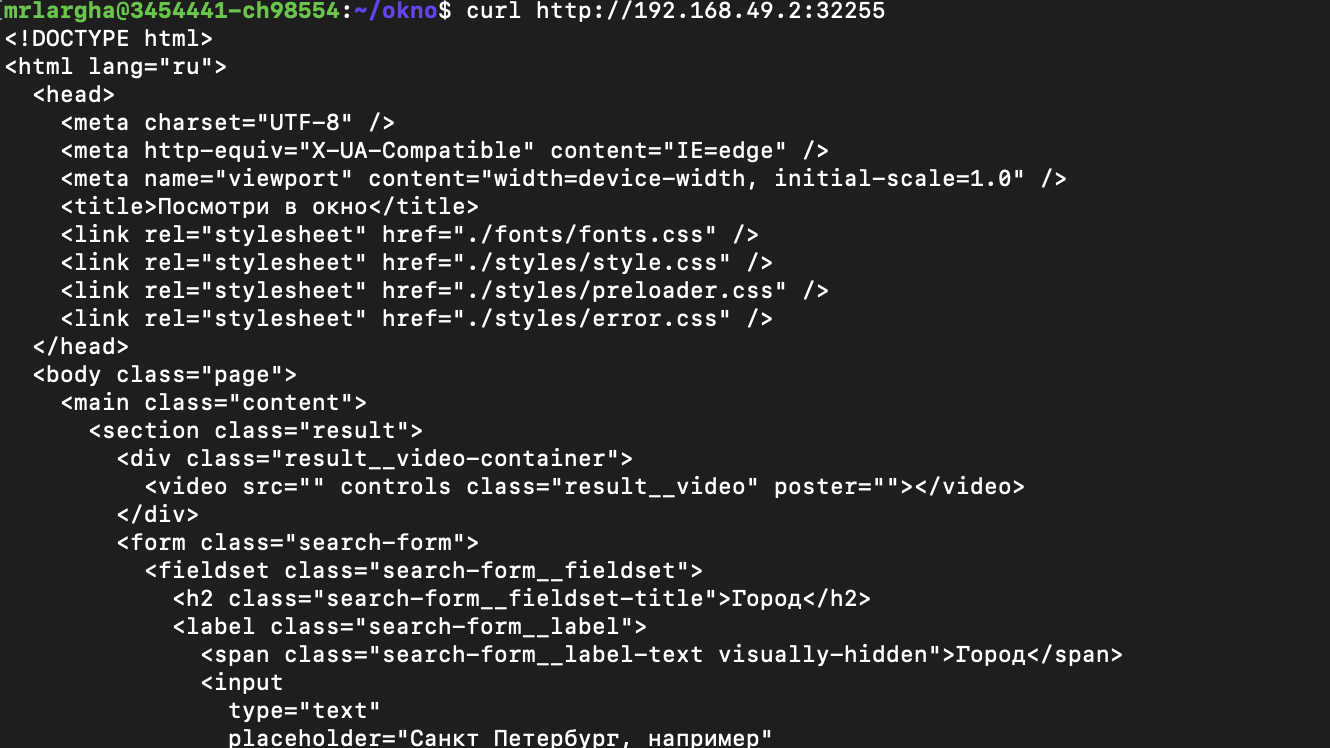 mrlargha@3454441-ch98554:~/okno$ curl http://192.168.49.2:32255
<!DOCTYPE html>
<html lang="ru">
  <head>
    <meta charset="UTF-8" />
    <meta http-equiv="X-UA-Compatible" content="IE=edge" />
    <meta name="viewport" content="width=device-width, initial-scale=1.0" />
    <title>Посмотри в окно</title>
    <link rel="stylesheet" href="./fonts/fonts.css" />
    <link rel="stylesheet" href="./styles/style.css" />
    <link rel="stylesheet" href="./styles/preloader.css" />
    <link rel="stylesheet" href="./styles/error.css" />
  </head>
  <body class="page">
    <main class="content">
      <section class="result">
        <div class="result__video-container">
          <video src="" controls class="result__video" poster=""></video>
        </div>
        <form class="search-form">
          <fieldset class="search-form__fieldset">
            <h2 class="search-form__fieldset-title">Город</h2>
            <label class="search-form__label">
              <span class="search-form__label-text visually-hidden">Город</span>
              <input
                type="text"
                placeholder="Санкт Петербург, например"